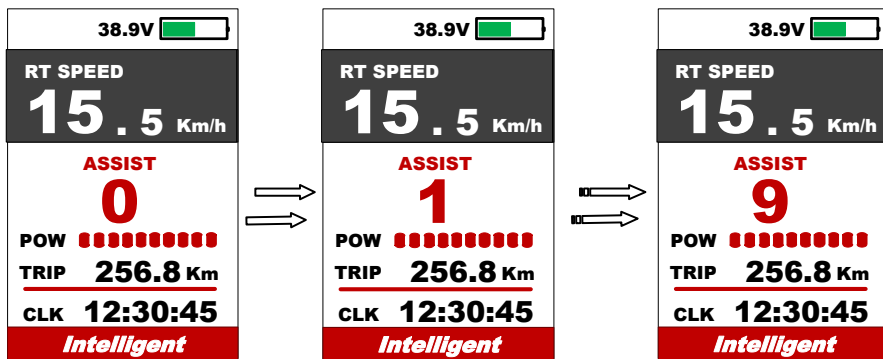 38.9V
RT SPEED
15.5 Km/h
ASSIST
0
POW
TRIP 256.8 Km
CLK 12:30:45
Intelligent
38.9V
RT SPEED
15.5 Km/h
ASSIST
1
POW
TRIP 256.8 Km
CLK 12:30:45
Intelligent
38.9V
RT SPEED
15.5 Km/h
ASSIST
9
POW
TRIP 256.8 Km
CLK 12:30:45
Intelligent